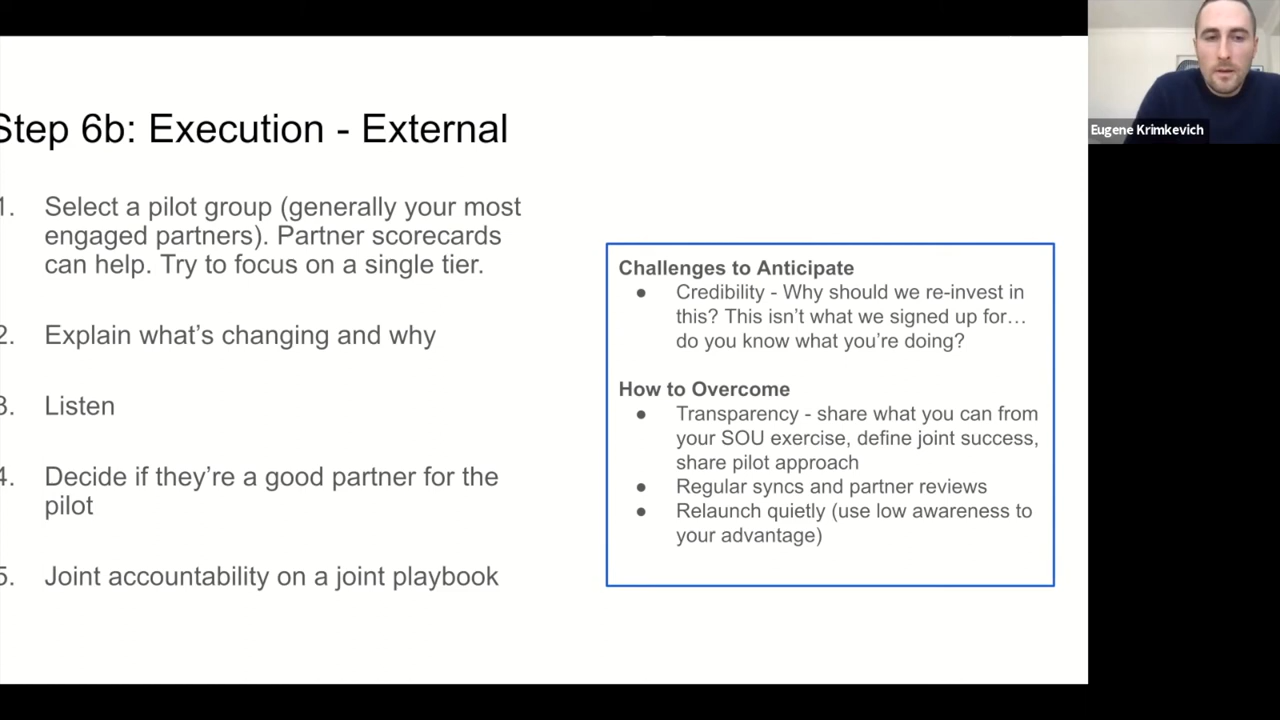 Step 6b: Execution - External
1. Select a pilot group (generally your most
engaged partners). Partner scorecards
can help. Try to focus on a single tier.
2. Explain what’s changing and why
3. Listen
4. Decide if they’re a good partner for the
pilot
5. Joint accountability on a joint playbook
Challenges to Anticipate
● Credibility - Why should we re-invest in
this? This isn’t what we signed up for…
do you know what you’re doing?
How to Overcome
● Transparency - share what you can from
your SOU exercise, define joint success,
share pilot approach
● Regular syncs and partner reviews
● Relaunch quietly (use low awareness to
your advantage)
Eugene Krimkevich